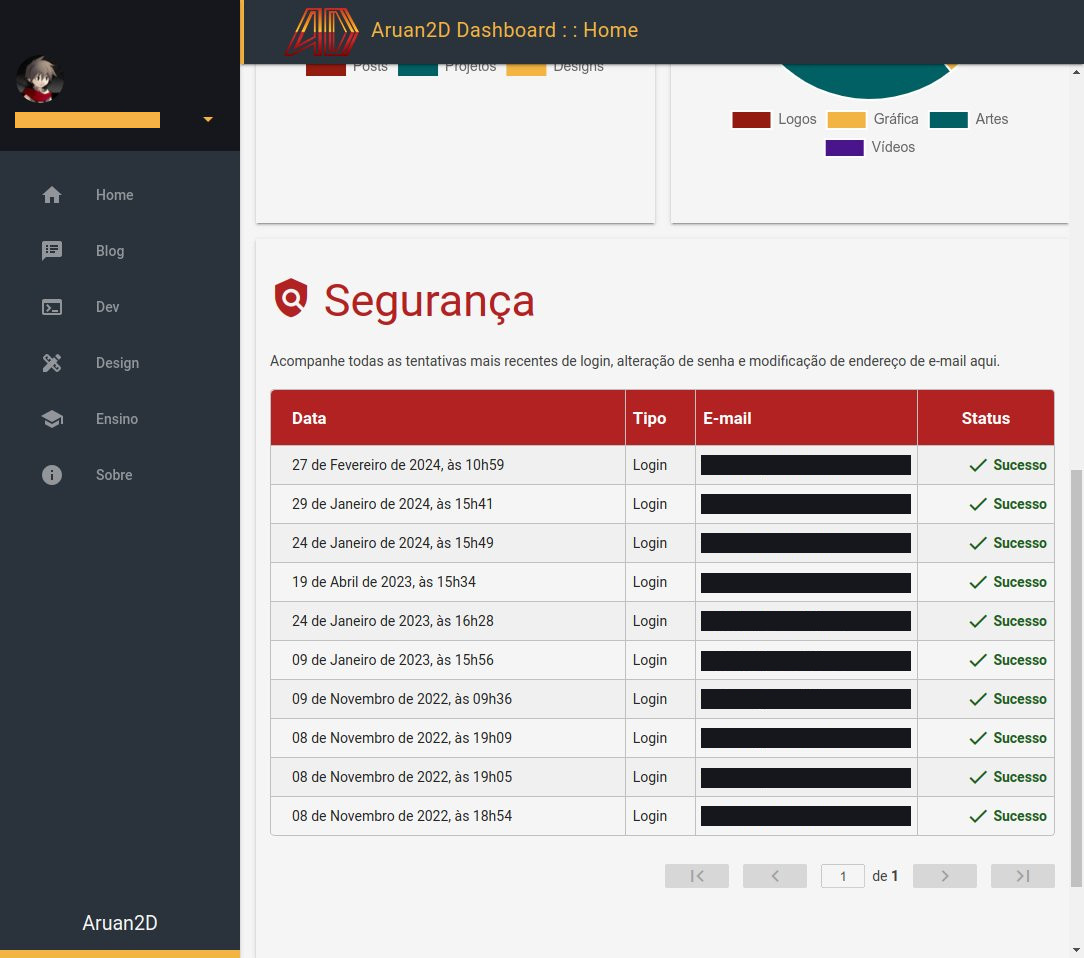 Aruan2D Dashboard : : Home
Posts Projetos Designs
Logos Gráfica Artes
Vídeos
Home
Blog
Dev
Design
Ensino
Sobre
Aruan2D
Segurança
Acompanhe todas as tentativas mais recentes de login, alteração de senha e modificação de endereço de e-mail aqui.
Data Tipo E-mail Status
27 de Fevereiro de 2024, às 10h59 Login Sucesso
29 de Janeiro de 2024, às 15h41 Login Sucesso
24 de Janeiro de 2024, às 15h49 Login Sucesso
19 de Abril de 2023, às 15h34 Login Sucesso
24 de Janeiro de 2023, às 16h28 Login Sucesso
09 de Janeiro de 2023, às 15h56 Login Sucesso
09 de Novembro de 2022, às 09h36 Login Sucesso
08 de Novembro de 2022, às 19h09 Login Sucesso
08 de Novembro de 2022, às 19h05 Login Sucesso
08 de Novembro de 2022, às 18h54 Login Sucesso
1 de 1